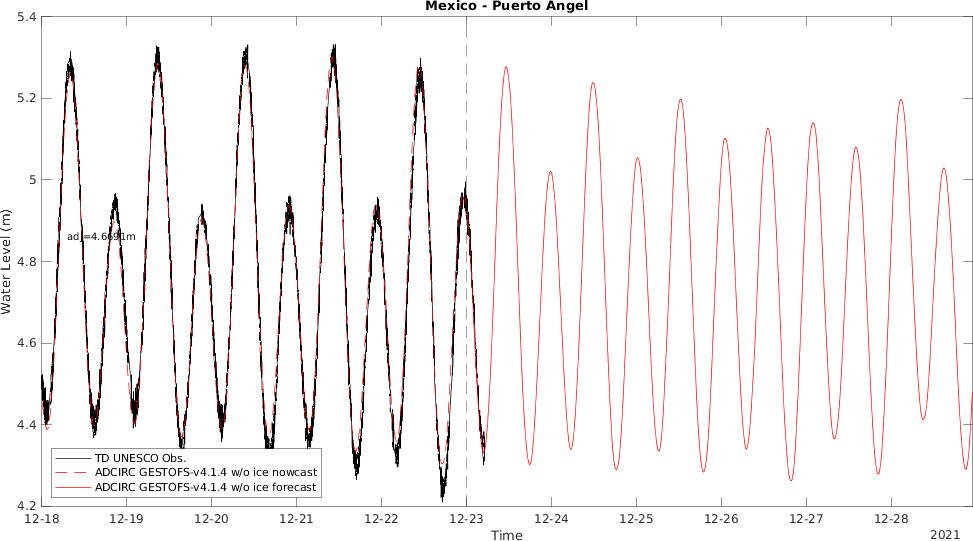 Mexico - Puerto Angel
5.4
5.2
5
4.8
4.6
4.4
4.2
Water Level (m)
adj=4.6691m
TD UNESCO Obs.
ADCIRC GESTOFS-v4.1.4 w/o ice nowcast
ADCIRC GESTOFS-v4.1.4 w/o ice forecast
12-18 12-19 12-20 12-21 12-22 12-23 12-24 12-25 12-26 12-27 12-28
Time
2021